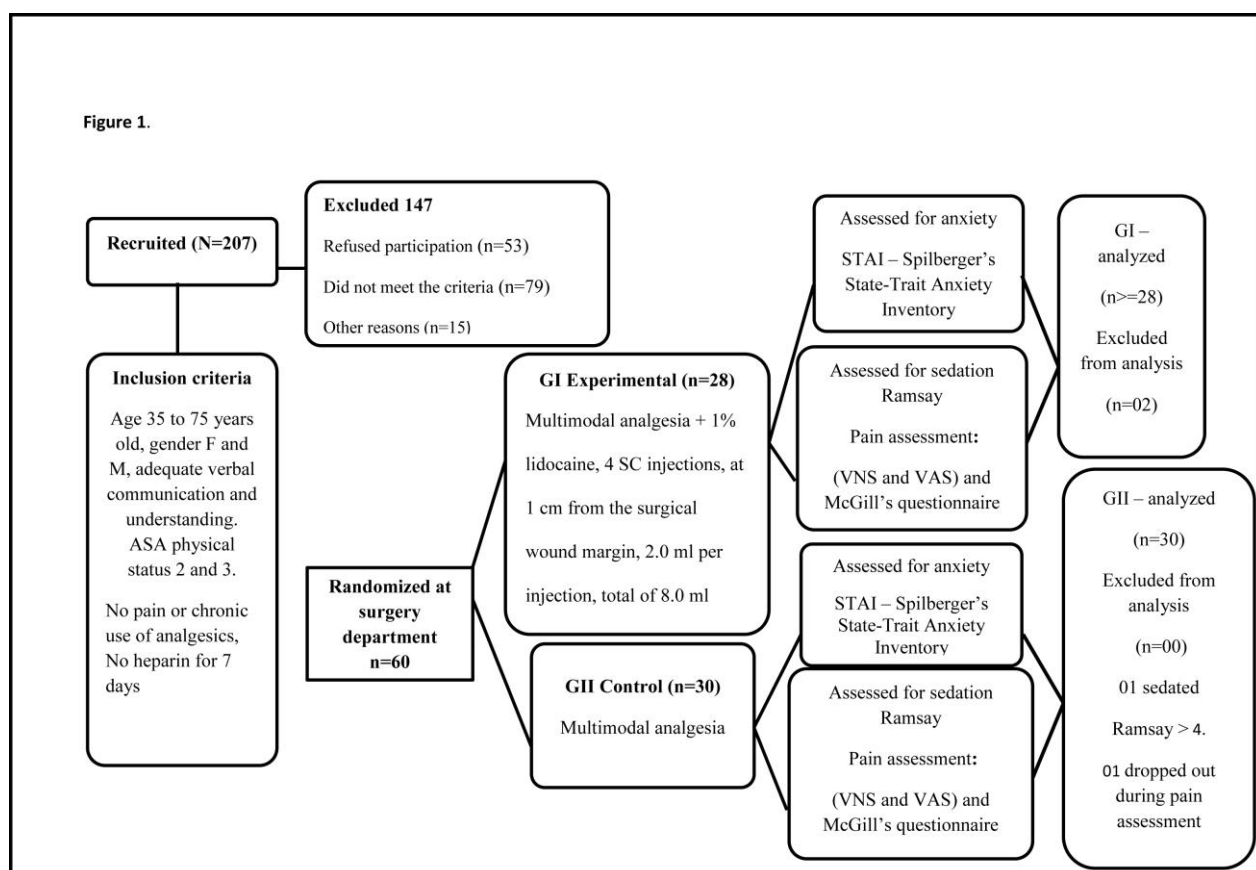 Figure 1.
Recruited (N=207)
Excluded 147
Refused participation (n=53)
Did not meet the criteria (n=79)
Other reasons (n=15)
Inclusion criteria
Age 35 to 75 years
old, gender F and
M, adequate verbal
communication and
understanding.
ASA physical
status 2 and 3.
No pain or chronic
use of analgesics,
No heparin for 7
days
Randomized at
surgery
department
n=60
GI Experimental (n=28)
Multimodal analgesia + 1%
lidocaine, 4 SC injections, at
1 cm from the surgical
wound margin, 2.0 ml per
injection, total of 8.0 ml
GII Control (n=30)
Multimodal analgesia
Assessed for anxiety
STAI – Spilberger’s
State-Trait Anxiety
Inventory
Assessed for sedation
Ramsay
Pain assessment:
(VNS and VAS) and
McGill’s questionnaire
Assessed for anxiety
STAI – Spilberger’s
State-Trait Anxiety
Inventory
Assessed for sedation
Ramsay
Pain assessment:
(VNS and VAS) and
McGill’s questionnaire
GI –
analyzed
(n>=28)
Excluded
from analysis
(n=02)
GII – analyzed
(n=30)
Excluded from
analysis
(n=00)
01 sedated
Ramsay > 4.
01 dropped out
during pain
assessment